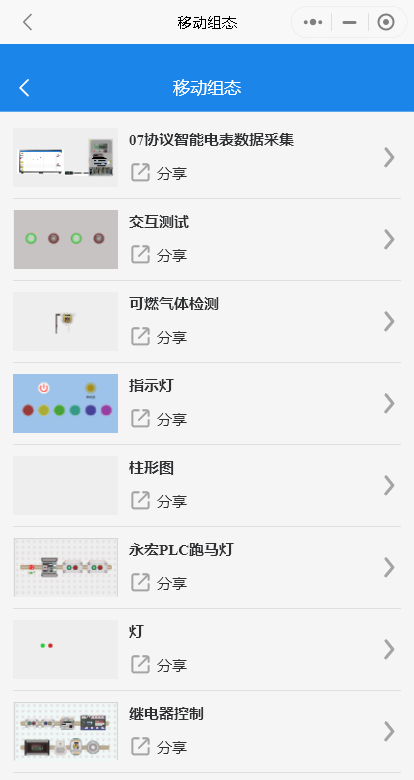 移动组态
移动组态
07协议智能电表数据采集
分享
交互测试
分享
可燃气体检测
分享
指示灯
分享
柱形图
分享
永宏PLC跑马灯
分享
灯
分享
继电器控制
分享